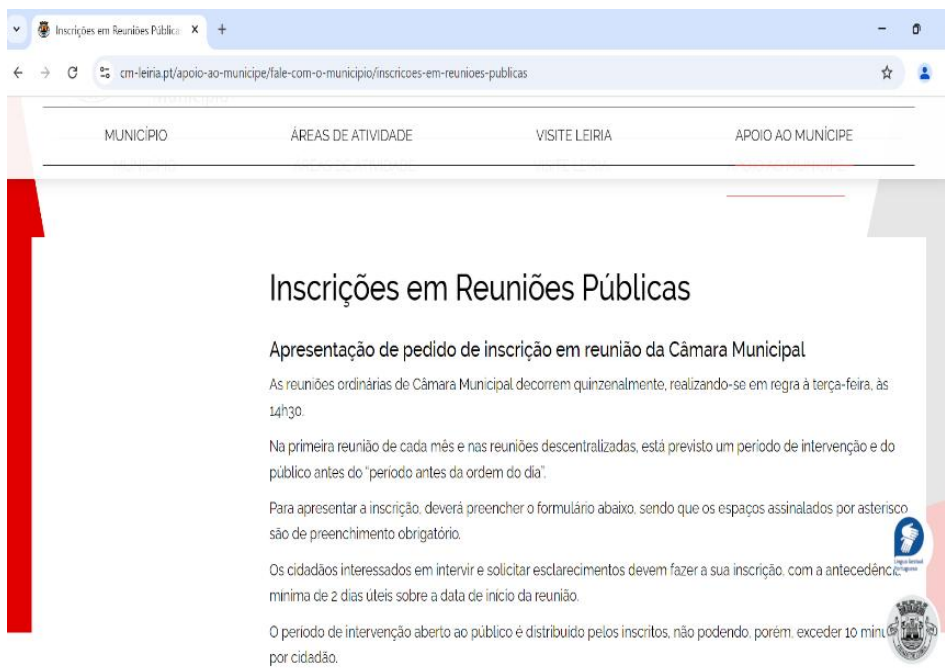 Inscrições em Reuniões Pública
cm-leiria.pt/apoio-ao-municipe/fale-com-o-municipio/inscricoes-em-reunioes-publicas
MUNICÍPIO ÁREAS DE ATIVIDADE VISITE LEIRIA APOIO AO MUNÍCIPE
Inscrições em Reuniões Públicas
Apresentação de pedido de inscrição em reunião da Câmara Municipal
As reuniões ordinárias de Câmara Municipal decorrem quinzenalmente, realizando-se em regra à terça-feira, às
14h30.
Na primeira reunião de cada mês e nas reuniões descentralizadas, está previsto um período de intervenção e do
público antes do "período antes da ordem do dia".
Para apresentar a inscrição, deverá preencher o formulário abaixo, sendo que os espaços assinalados por asterisco
são de preenchimento obrigatório.
Os cidadãos interessados em intervir e solicitar esclarecimentos devem fazer a sua inscrição, com a antecedência
mínima de 2 dias úteis sobre a data de início da reunião.
O período de intervenção aberto ao público é distribuído pelos inscritos, não podendo, porém, exceder 10 minu
por cidadão.